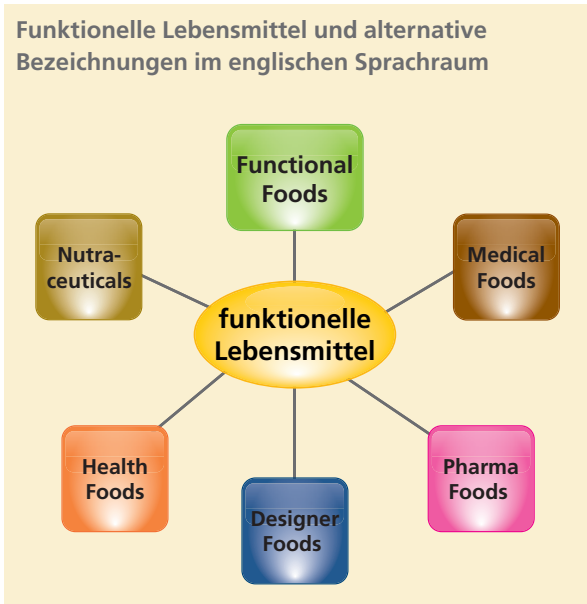 Funktionelle Lebensmittel und alternative
Bezeichnungen im englischen Sprachraum
Functional
Foods
Nutra-
ceuticals
Medical
Foods
funktionelle
Lebensmittel
Health
Foods
Pharma
Foods
Designer
Foods